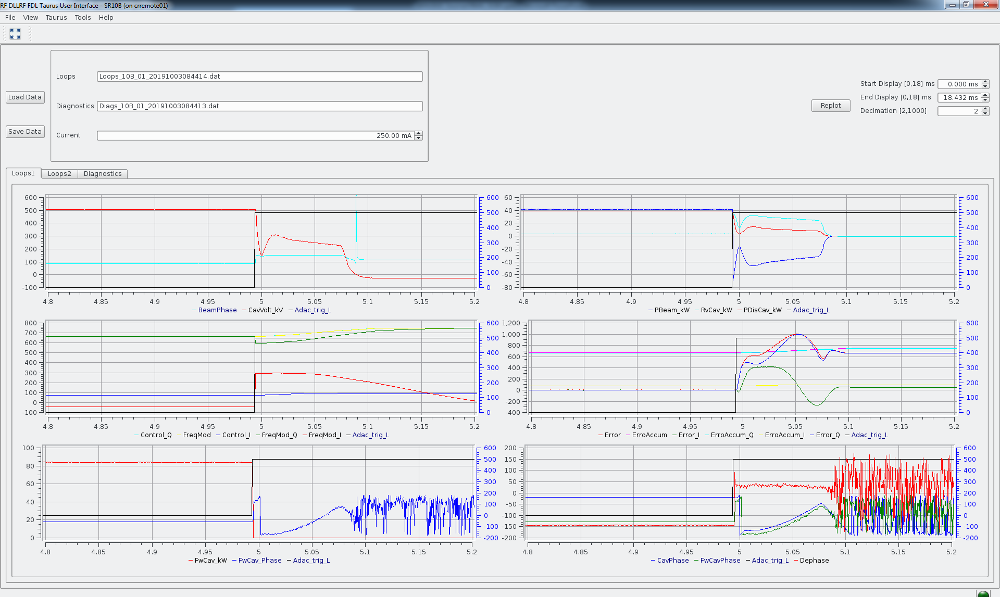 RF DLLRF FDL Taurus User Interface - SR10B (on crremote01)
File View Taurus Tools Help
Load Data
Save Data
Loops Loops_10B_01_20191003084414.dat
Diagnostics Diags_10B_01_20191003084413.dat
Current 250.00 mA
Replot
Start Display [0,18] ms 0.000 ms
End Display [0,18] ms 18.432 ms
Decimation [2,1000] 2
Loops1 Loops2 Diagnostics
600 500 400 300 200 100 0 -100
600 500 400 300 200 100 0
4.8 4.85 4.9 4.95 5 5.05 5.1 5.15 5.2
BeamPhase CavVolt_kV Adac_trig_L
60 40 20 0 -20 -40 -60 -80
600 500 400 300 200 100 0
4.8 4.85 4.9 4.95 5 5.05 5.1 5.15 5.2
PBeam_kW RvCav_kW PDisCav_kW Adac_trig_L
800 700 600 500 400 300 200 100 0 -100
600 500 400 300 200 100 0
4.8 4.85 4.9 4.95 5 5.05 5.1 5.15 5.2
Control_Q FreqMod Control_I FreqMod_Q FreqMod_I Adac_trig_L
1,200 1,000 800 600 400 200 0 -200 -400
600 500 400 300 200 100 0
4.8 4.85 4.9 4.95 5 5.05 5.1 5.15 5.2
Error ErroAccum Error_I ErroAccum_Q ErroAccum_I Error_Q Adac_trig_L
100 80 60 40 20 0
600 500 400 300 200 100 0 -100 -200
4.8 4.85 4.9 4.95 5 5.05 5.1 5.15 5.2
FwCav_kW FwCav_Phase Adac_trig_L
200 150 100 50 0 -50 -100 -150 -200
600 500 400 300 200 100 0 -100 -200
4.8 4.85 4.9 4.95 5 5.05 5.1 5.15 5.2
CavPhase FwCavPhase Adac_trig_L Dephase